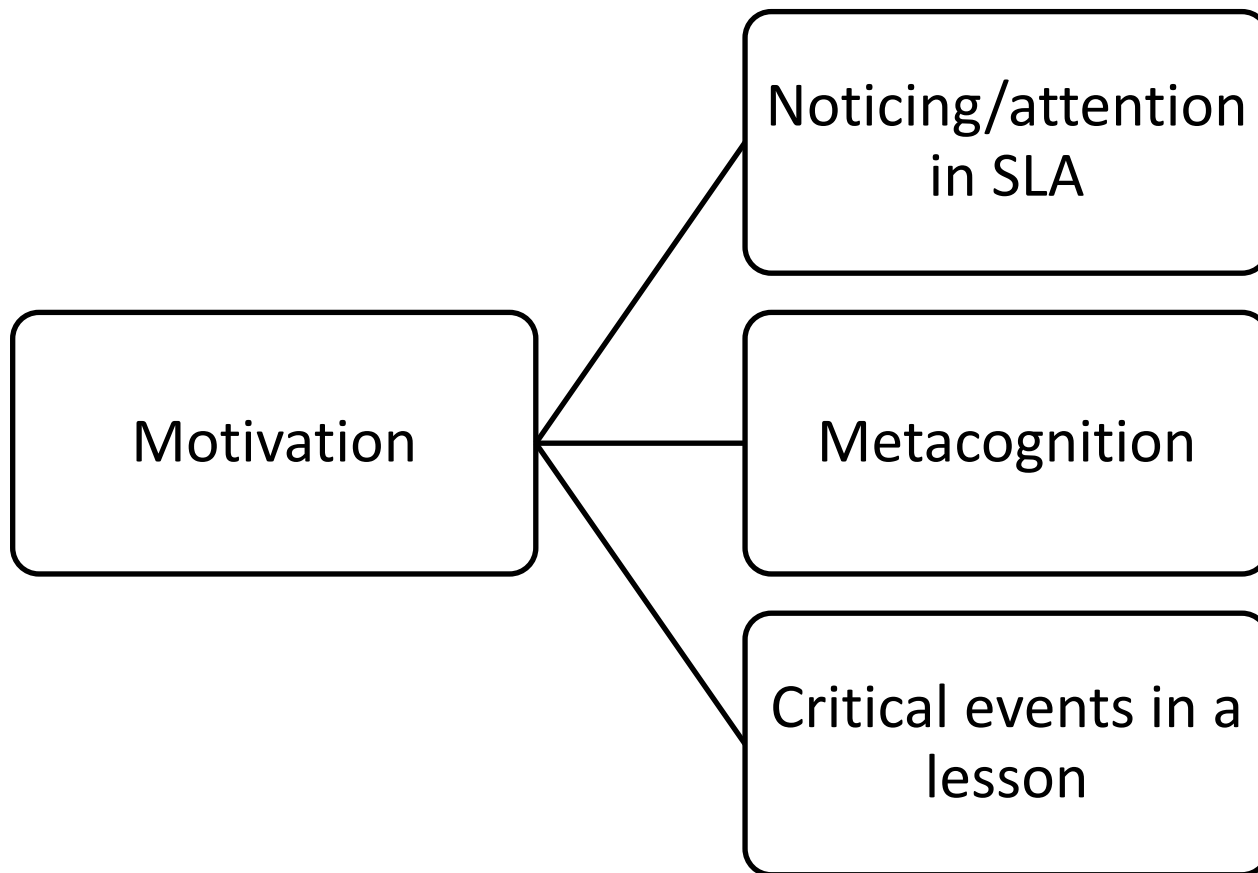 Noticing/attention
in SLA
Motivation
Metacognition
Critical events in a
lesson